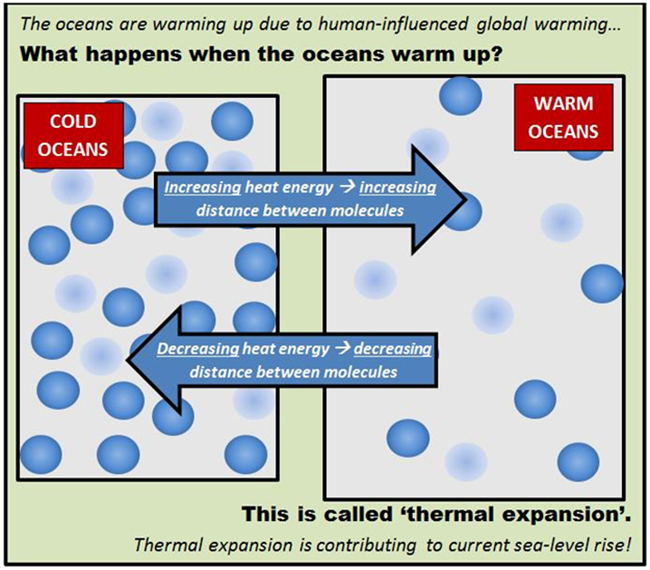 The oceans are warming up due to human-influenced global warming...
What happens when the oceans warm up?
COLD
OCEANS
WARM
OCEANS
Increasing heat energy → increasing
distance between molecules
Decreasing heat energy → decreasing
distance between molecules
This is called ‘thermal expansion’.
Thermal expansion is contributing to current sea-level rise!